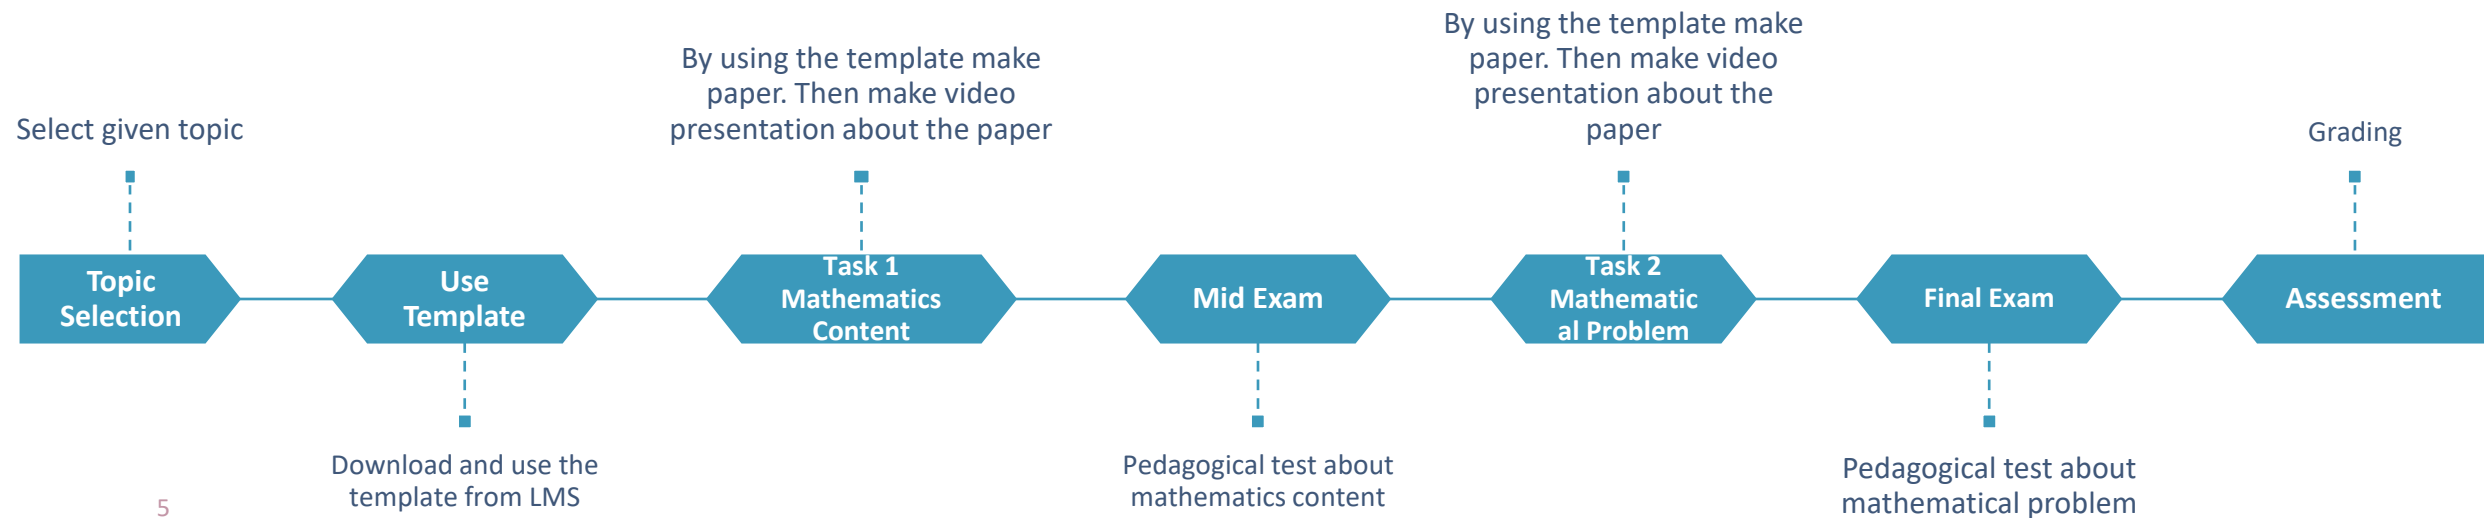 Select given topic
By using the template make
paper. Then make video
presentation about the paper
By using the template make
paper. Then make video
presentation about the
paper
Grading
Topic
Selection
Use
Template
Task 1
Mathematics
Content
Mid Exam
Task 2
Mathematic
al Problem
Final Exam
Assessment
Download and use the
template from LMS
Pedagogical test about
mathematics content
Pedagogical test about
mathematical problem
5